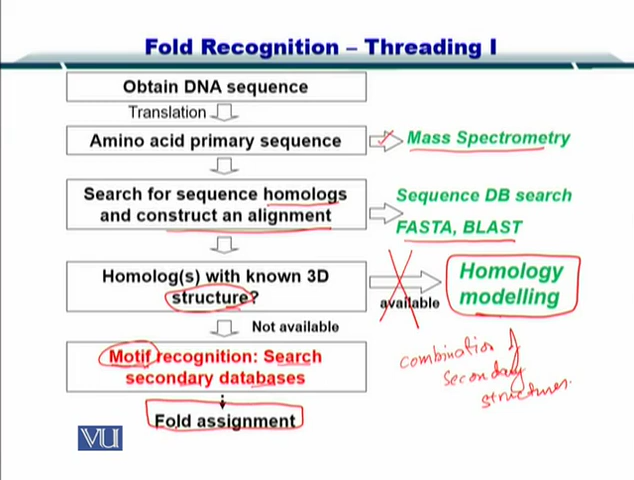 Fold Recognition – Threading I
Obtain DNA sequence
Translation
Amino acid primary sequence
Mass Spectrometry
Search for sequence homologs
and construct an alignment
Sequence DB search
FASTA, BLAST
Homolog(s) with known 3D
structure?
available
Homology
modelling
Not available
Motif recognition: Search
secondary databases
combination of
secondary
structures.
Fold assignment
VU